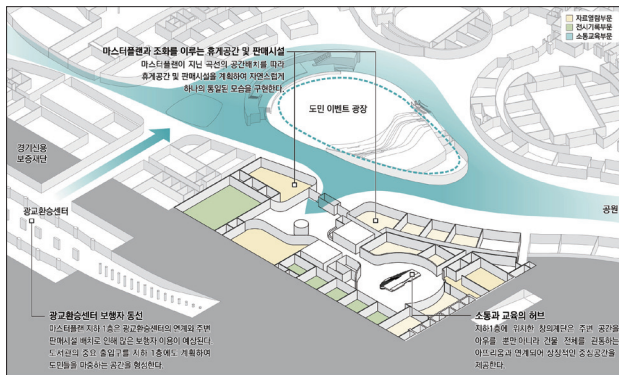 자료열람부문
전시기록부문
소통교육부문
마스터플랜과 조화를 이루는 휴게공간 및 판매시설
마스터플랜이 지닌 곡선의 공간배치를 따라
휴게공간 및 판매시설을 계획하여 자연스럽게
하나의 통일된 모습을 구현한다.
도민 이벤트 광장
경기신용
보증재단
광교환승센터
공원
광교환승센터 보행자 동선
마스터플랜 지하 1층은 광교환승센터의 연계와 주변
판매시설 배치로 인해 많은 보행자 이용이 예상된다.
도서관의 중요 출입구를 지하 1층에도 계획하여
도민들을 마중하는 공간을 형성한다.
소통과 교육의 허브
지하1층에 위치한 창의계단은 주변 공간을
아우를 뿐만 아니라 건물 전체를 관통하는
아뜨리움과 연계되어 상징적인 중심공간을
제공한다.